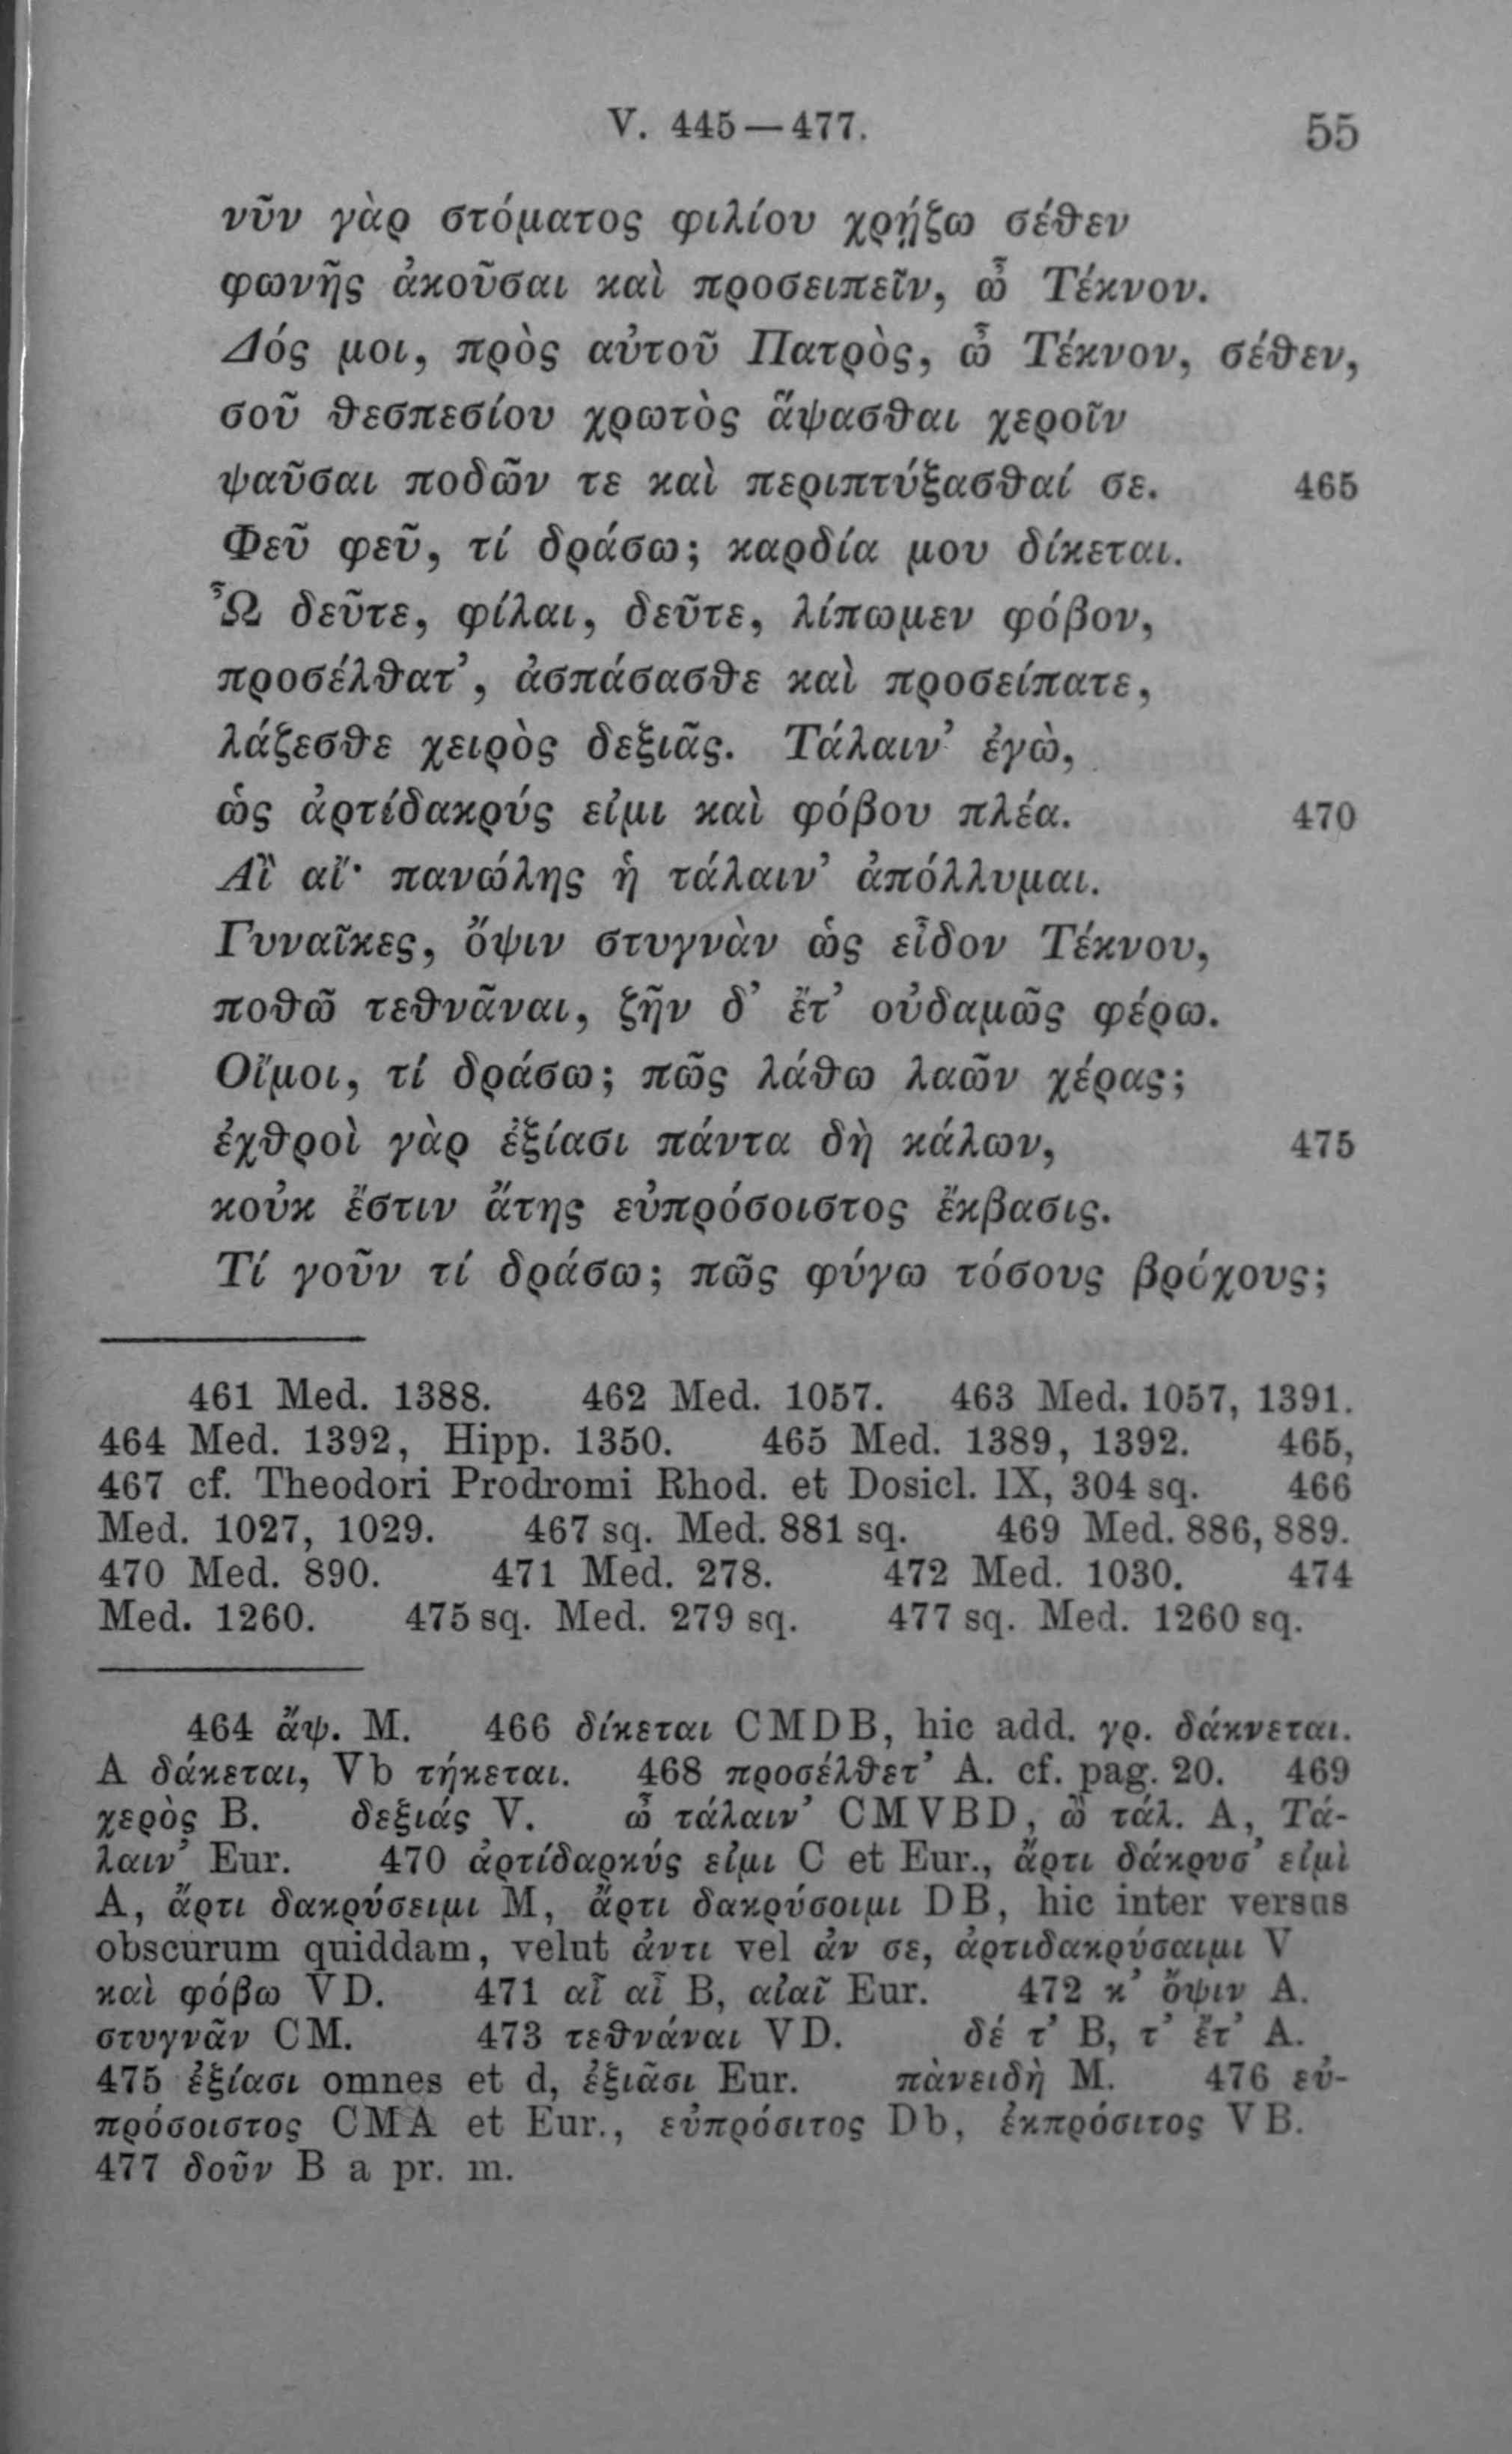 V. 445—477. 55
νῦν γὰρ στόματος φιλίου χρῄζω σέθεν
φωνῆς ἀκοῦσαι καὶ προσειπεῖν, ὦ Τέκνον.
Δός μοι, πρὸς αὐτοῦ Πατρὸς, ὦ Τέκνον, σέθεν,
σοῦ θεσπεσίου χρωτὸς ἅψασθαι χεροῖν
ψαῦσαι ποδῶν τε καὶ περιπτύξασθαί σε. 465
Φεῦ φεῦ, τί δράσω; καρδία μου δίκεται.
Ὦ δεῦτε, φίλαι, δεῦτε, λίπωμεν φόβον,
προσέλθατ’, ἀσπάσασθε καὶ προσείπατε,
λάζεσθε χειρὸς δεξιᾶς. Τάλαιν’ ἐγὼ,
ὡς ἀρτίδακρύς εἰμι καὶ φόβου πλέα. 470
Αἲ αἴ· πανώλης ἡ τάλαιν’ ἀπόλλυμαι.
Γυναῖκες, ὄψιν στυγνὰν ὡς εἶδον Τέκνου,
ποθῶ τεθνᾶναι, ζῆν δ’ ἔτ’ οὐδαμῶς φέρω.
Οἴμοι, τί δράσω; πῶς λάθω λαῶν χέρας;
ἐχθροὶ γὰρ ἐξίασι πάντα δὴ κάλων, 475
κοὐκ ἔστιν ἄτης εὐπρόσοιστος ἔκβασις.
Τί γοῦν τί δράσω; πῶς φύγω τόσους βρόχους;
461 Med. 1388. 462 Med. 1057. 463 Med. 1057, 1391.
464 Med. 1392, Hipp. 1350. 465 Med. 1389, 1392. 465,
467 cf. Theodori Prodromi Rhod. et Dosicl. IX, 304 sq. 466
Med. 1027, 1029. 467 sq. Med. 881 sq. 469 Med. 886, 889.
470 Med. 890. 471 Med. 278. 472 Med. 1030. 474
Med. 1260. 475 sq. Med. 279 sq. 477 sq. Med. 1260 sq.
464 ἄψ. M. 466 δίκεται CMDB, hic add. γρ. δάκνεται.
A δάκεται, Vb τήκεται. 468 προσέλθετ’ A. cf. pag. 20. 469
χερὸς B. δεξιάς V. ὦ τάλαιν’ CMVBD, ὢ τάλ. A, Τά-
λαιν’ Eur. 470 ἀρτίδαρκύς εἰμι C et Eur., ἄρτι δάκρυσ’ εἰμὶ
A, ἄρτι δακρύσειμι M, ἄρτι δακρύσοιμι DB, hic inter versus
obscurum quiddam, velut ἀντι vel ἀν σε, ἀρτιδακρύσαιμι V
καὶ φόβω VD. 471 αἶ αἶ B, αἰαῖ Eur. 472 κ’ ὄψιν A.
στυγνᾶν CM. 473 τεθνάναι VD. δέ τ’ B, τ’ ἔτ’ A.
475 ἐξίασι omnes et d, ἐξιᾶσι Eur. πὰνειδὴ M. 476 εὐ-
πρόσοιστος CMA et Eur., εὐπρόσιτος Db, ἐκπρόσιτος VB.
477 δοῦν B a pr. m.